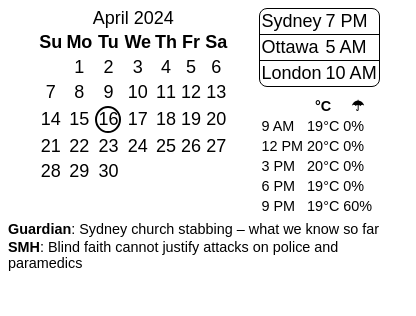 April 2024
Su Mo Tu We Th Fr Sa
1 2 3 4 5 6
7 8 9 10 11 12 13
14 15 16 17 18 19 20
21 22 23 24 25 26 27
28 29 30
Sydney 7 PM
Ottawa 5 AM
London 10 AM
°C ☂
9 AM 19°C 0%
12 PM 20°C 0%
3 PM 20°C 0%
6 PM 19°C 0%
9 PM 19°C 60%
Guardian: Sydney church stabbing – what we know so far
SMH: Blind faith cannot justify attacks on police and
paramedics